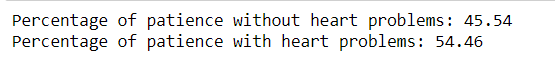 Percentage of patience without heart problems: 45.54
Percentage of patience with heart problems: 54.46